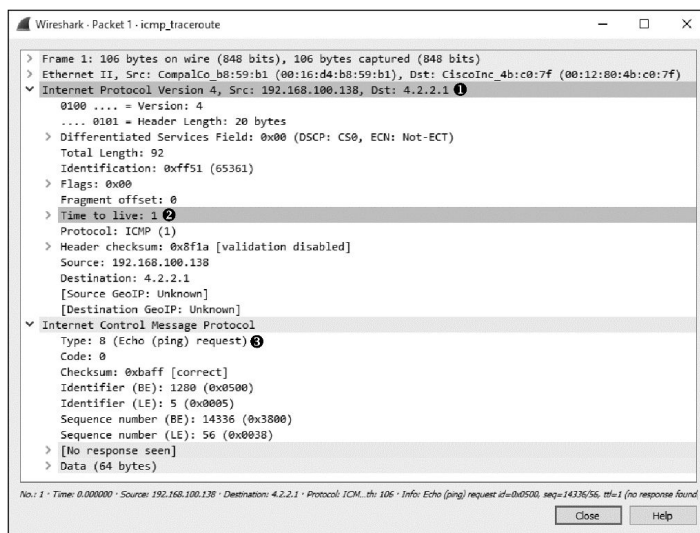 Wireshark · Packet 1 · icmp_traceroute
Frame 1: 106 bytes on wire (848 bits), 106 bytes captured (848 bits)
Ethernet II, Src: CompalCo_b8:59:b1 (00:16:d4:b8:59:b1), Dst: CiscoInc_4b:c0:7f (00:12:80:4b:c0:7f)
Internet Protocol Version 4, Src: 192.168.100.138, Dst: 4.2.2.1 ❶
0100 .... = Version: 4
.... 0101 = Header Length: 20 bytes
Differentiated Services Field: 0x00 (DSCP: CS0, ECN: Not-ECT)
Total Length: 92
Identification: 0xff51 (65361)
Flags: 0x00
Fragment offset: 0
Time to live: 1 ❷
Protocol: ICMP (1)
Header checksum: 0x8f1a [validation disabled]
Source: 192.168.100.138
Destination: 4.2.2.1
[Source GeoIP: Unknown]
[Destination GeoIP: Unknown]
Internet Control Message Protocol
Type: 8 (Echo (ping) request) ❸
Code: 0
Checksum: 0xbaff [correct]
Identifier (BE): 1280 (0x0500)
Identifier (LE): 5 (0x0005)
Sequence number (BE): 14336 (0x3800)
Sequence number (LE): 56 (0x0038)
[No response seen]
Data (64 bytes)
No.: 1 · Time: 0.000000 · Source: 192.168.100.138 · Destination: 4.2.2.1 · Protocol: ICM...th: 106 · Info: Echo (ping) request id=0x0500, seq=14336/56, ttl=1 (no response found
Close Help